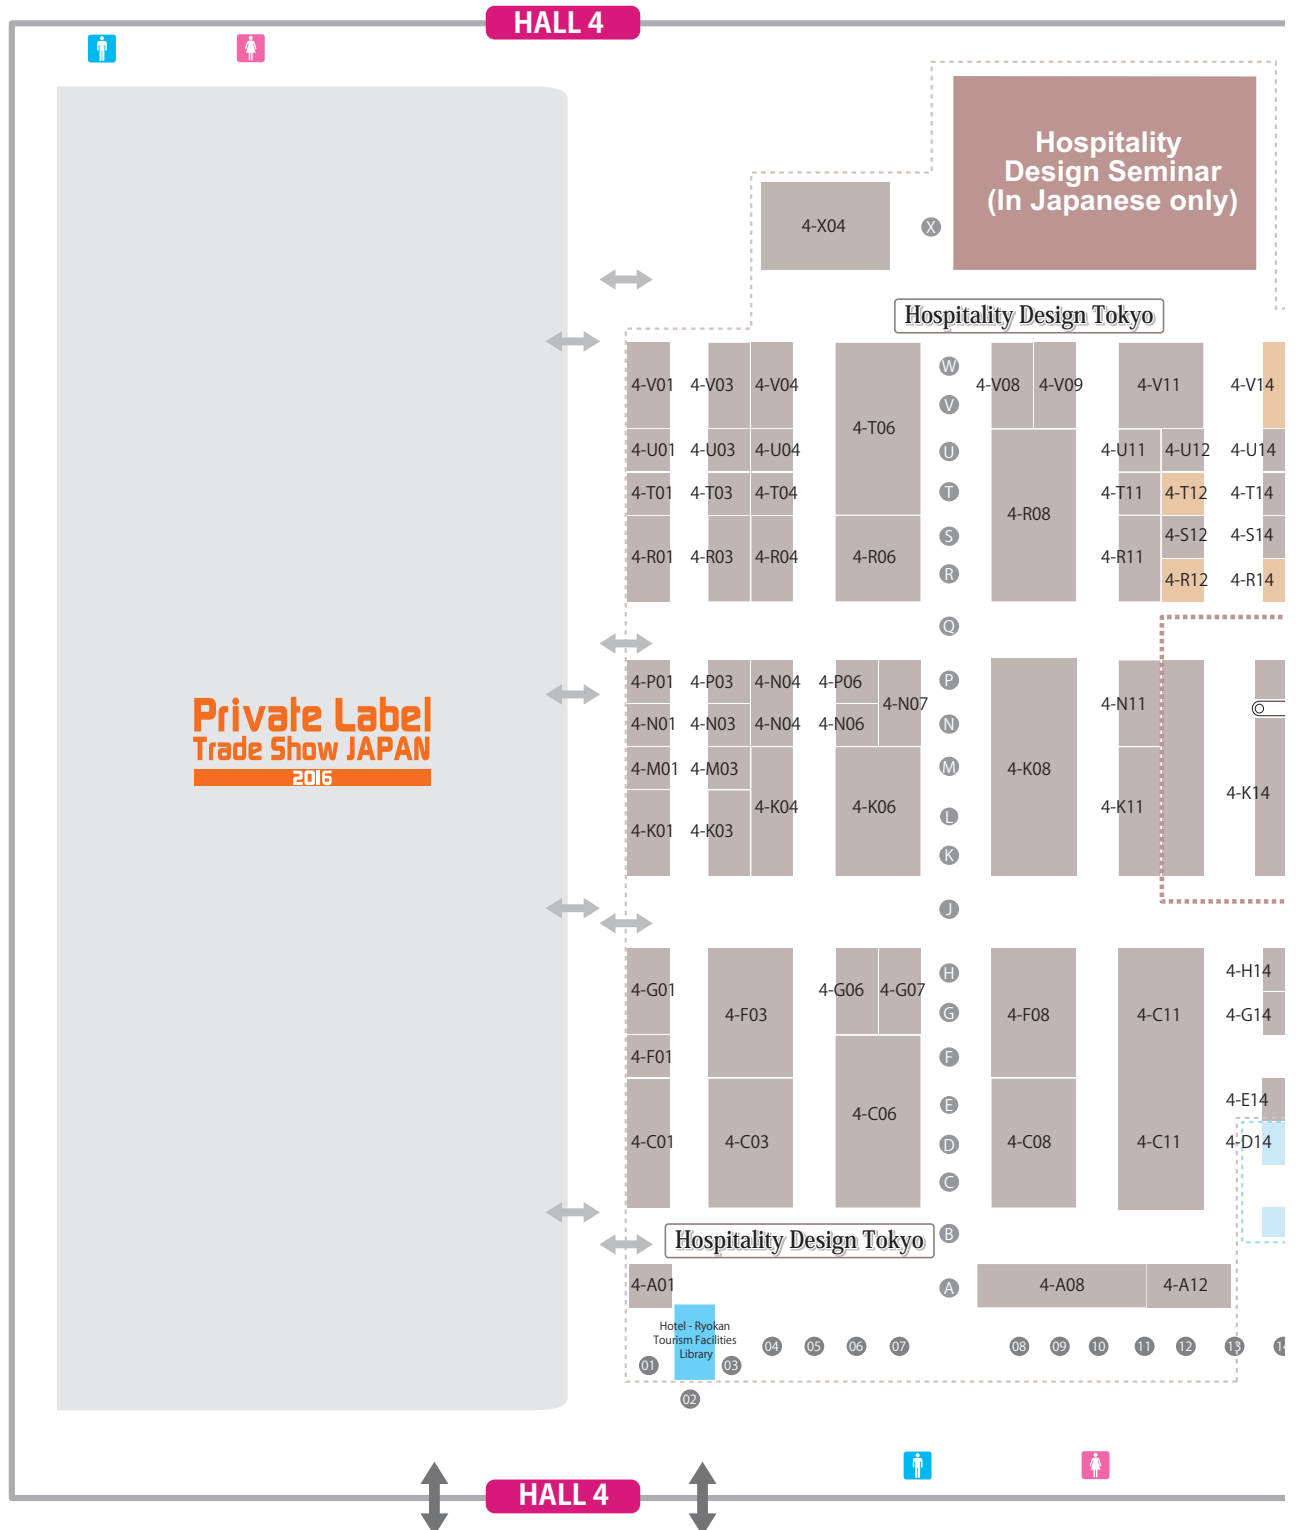 HALL 4
Hospitality
Design Seminar
(In Japanese only)
4-X04
X
Hospitality Design Tokyo
W
4-V01
4-V03
4-V04
4-V08
4-V09
4-V11
4-V14
V
4-T06
4-U01
4-U03
4-U04
U
4-U11
4-U12
4-U14
4-T01
4-T03
4-T04
T
4-T11
4-T12
4-T14
4-R08
S
4-S12
4-S14
4-R01
4-R03
4-R04
4-R06
4-R11
R
4-R12
4-R14
Q
4-P01
4-P03
4-N04
4-P06
P
4-N07
4-N11
Private Label
Trade Show JAPAN
2016
4-N01
4-N03
4-N04
4-N06
N
4-M01
4-M03
M
4-K08
4-K14
4-K04
4-K06
4-K11
L
4-K01
4-K03
K
J
H
4-H14
4-G01
4-G06
4-G07
4-F03
G
4-F08
4-C11
4-G14
4-F01
F
E
4-E14
4-C06
4-C01
4-C03
D
4-C08
4-C11
4-D14
C
B
Hospitality Design Tokyo
4-A01
A
4-A08
4-A12
Hotel - Ryokan
Tourism Facilities
Library
01
02
03
04
05
06
07
08
09
10
11
12
13
HALL 4